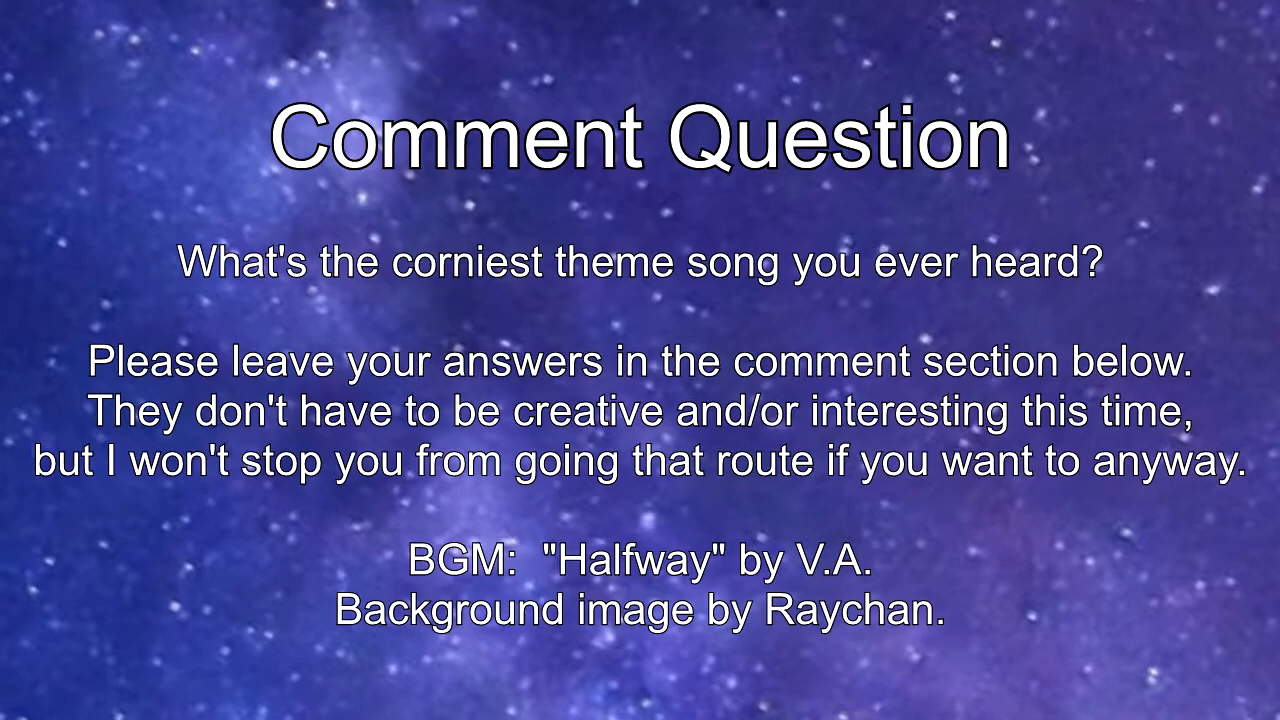 Comment Question
What's the corniest theme song you ever heard?
Please leave your answers in the comment section below.
They don't have to be creative and/or interesting this time,
but I won't stop you from going that route if you want to anyway.
BGM:  "Halfway" by V.A.
Background image by Raychan.